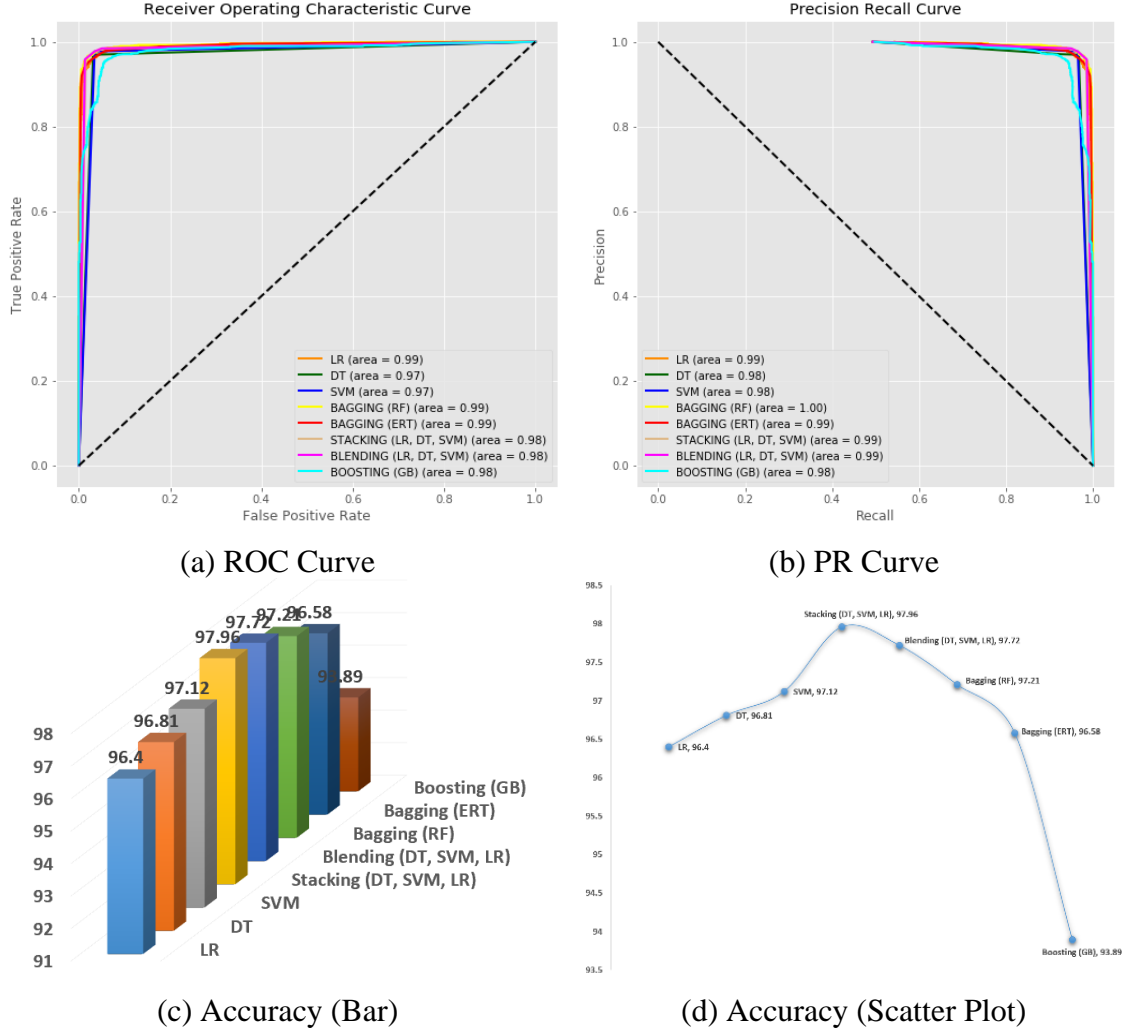 Receiver Operating Characteristic Curve
1.0
0.8
0.6
0.4
0.2
0.0
True Positive Rate
LR (area = 0.99)
DT (area = 0.97)
SVM (area = 0.97)
BAGGING (RF) (area = 0.99)
BAGGING (ERT) (area = 0.99)
STACKING (LR, DT, SVM) (area = 0.98)
BLENDING (LR, DT, SVM) (area = 0.98)
BOOSTING (GB) (area = 0.98)
0.0 0.2 0.4 0.6 0.8 1.0
False Positive Rate
(a) ROC Curve
Precision Recall Curve
1.0
0.8
0.6
0.4
0.2
0.0
Precision
LR (area = 0.99)
DT (area = 0.98)
SVM (area = 0.98)
BAGGING (RF) (area = 1.00)
BAGGING (ERT) (area = 0.99)
STACKING (LR, DT, SVM) (area = 0.99)
BLENDING (LR, DT, SVM) (area = 0.99)
BOOSTING (GB) (area = 0.98)
0.0 0.2 0.4 0.6 0.8 1.0
Recall
(b) PR Curve
96.4
96.81
97.12
97.96
97.72
97.21
96.58
98
97
96
95
94
93
92
91
Boosting (GB)
Bagging (ERT)
Bagging (RF)
Blending (DT, SVM, LR)
Stacking (DT, SVM, LR)
SVM
DT
LR
(c) Accuracy (Bar)
98.5
98
97.5
97
96.5
96
95.5
95
94.5
94
93.5
Stacking (DT, SVM, LR), 97.96
Blending (DT, SVM, LR), 97.72
Bagging (RF), 97.21
SVM, 97.12
DT, 96.81
Bagging (ERT), 96.58
LR, 96.4
Boosting (GB), 93.89
(d) Accuracy (Scatter Plot)